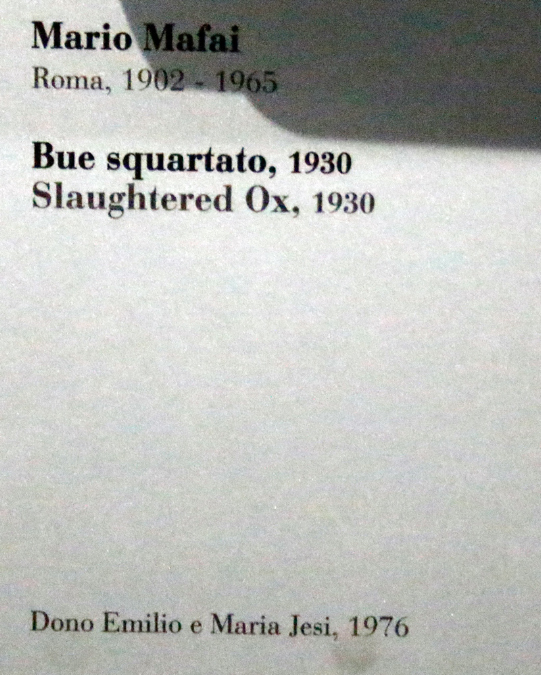 Mario Mafai
Roma, 1902 - 1965
Bue squartato, 1930
Slaughtered Ox, 1930
Dono Emilio e Maria Jesi, 1976